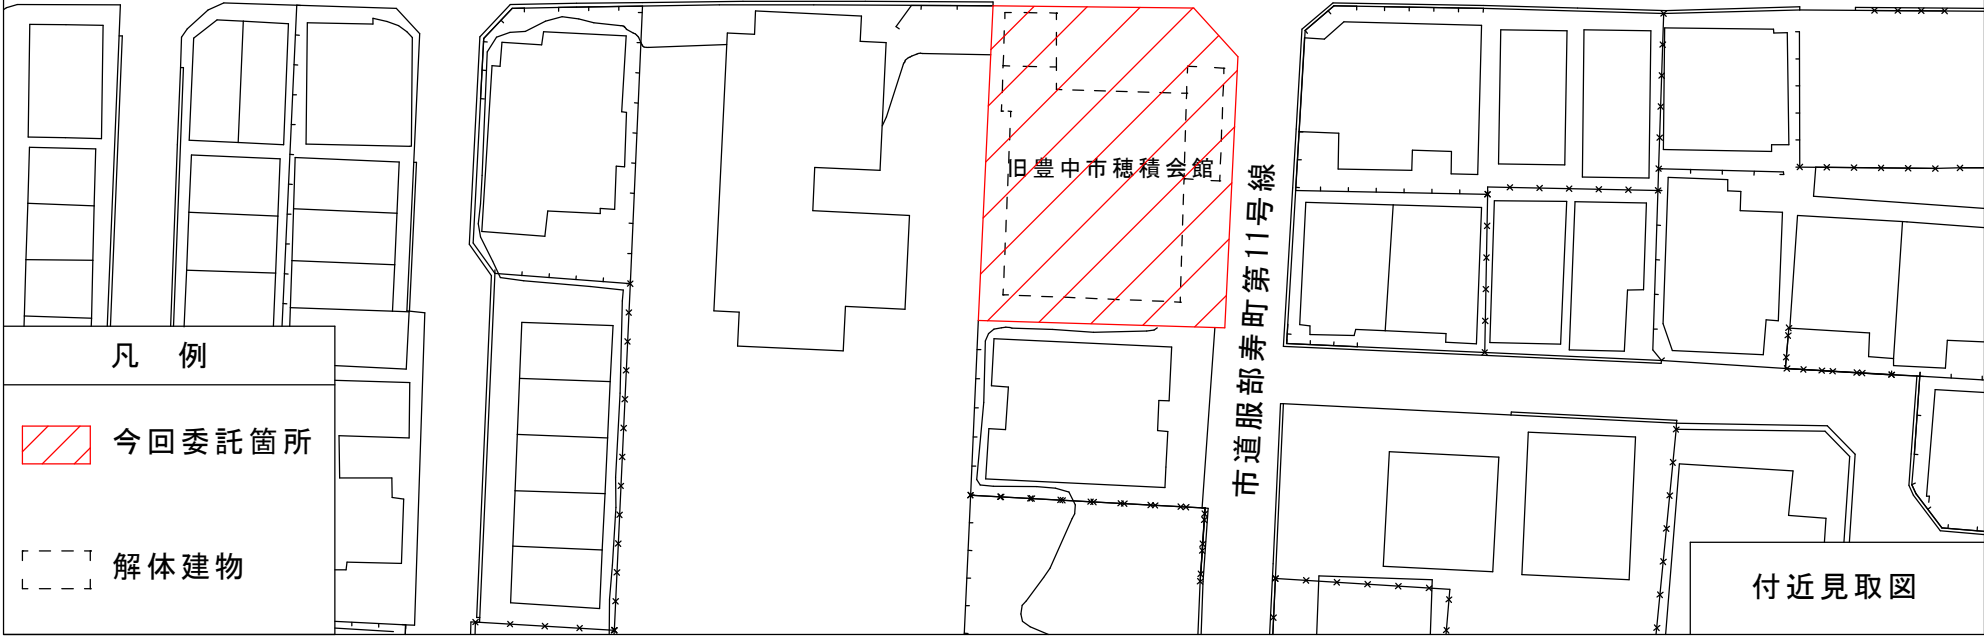 旧豊中市穂積会館
市道服部寿町第11号線
凡 例
今回委託箇所
解体建物
付近見取図